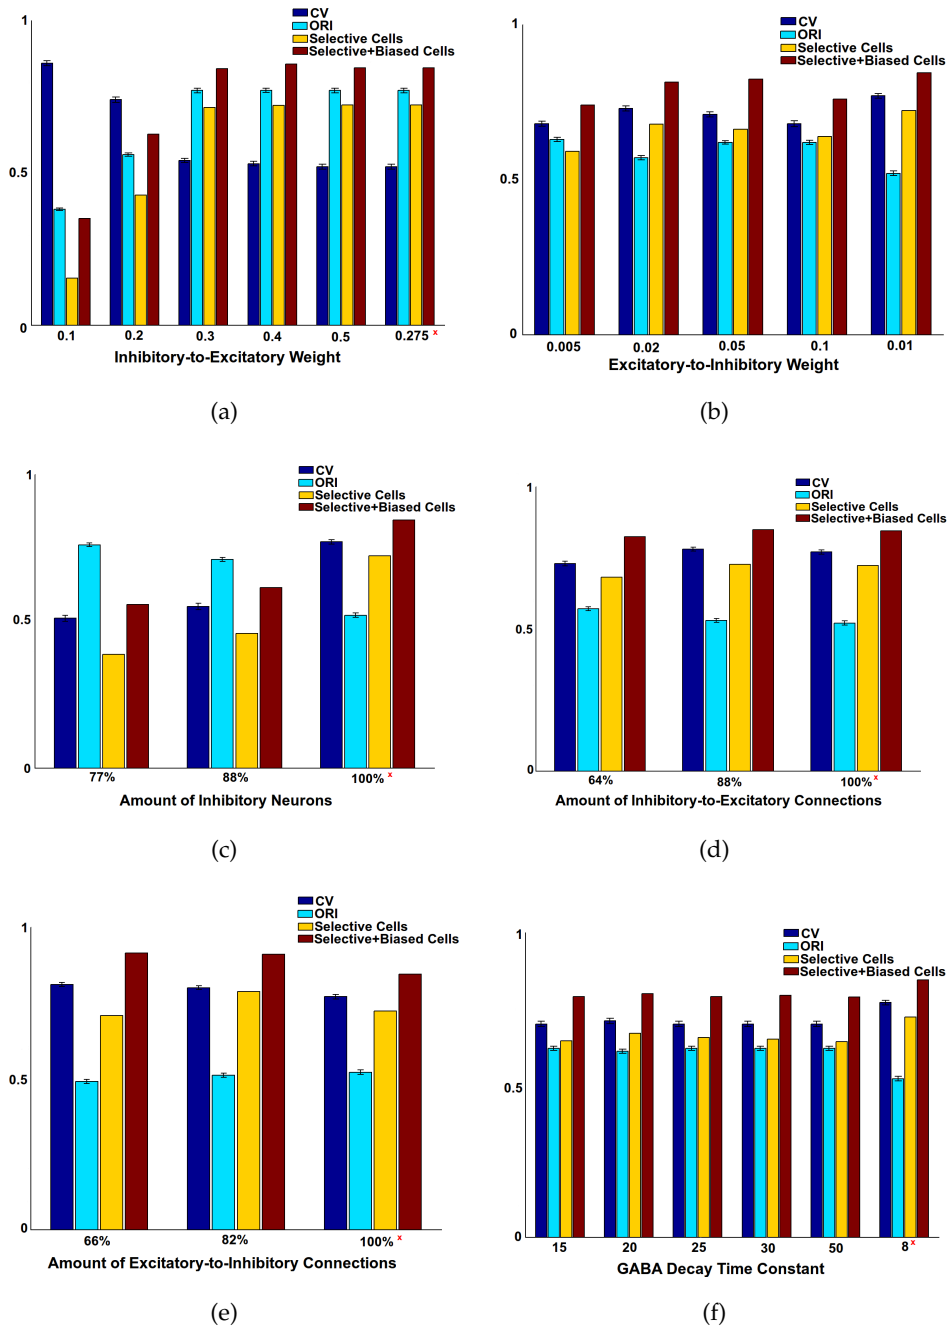 1
CV
ORI
Selective Cells
Selective+Biased Cells
0.5
0
0.1 0.2 0.3 0.4 0.5 0.275 x
Inhibitory-to-Excitatory Weight
(a)
1
CV
ORI
Selective Cells
Selective+Biased Cells
0.5
0
0.005 0.02 0.05 0.1 0.01
Excitatory-to-Inhibitory Weight
(b)
1
CV
ORI
Selective Cells
Selective+Biased Cells
0.5
0
77% 88% 100% x
Amount of Inhibitory Neurons
(c)
1
CV
ORI
Selective Cells
Selective+Biased Cells
0.5
0
64% 88% 100% x
Amount of Inhibitory-to-Excitatory Connections
(d)
1
CV
ORI
Selective Cells
Selective+Biased Cells
0.5
0
66% 82% 100% x
Amount of Excitatory-to-Inhibitory Connections
(e)
1
CV
ORI
Selective Cells
Selective+Biased Cells
0.5
0
15 20 25 30 50 8 x
GABA Decay Time Constant
(f)